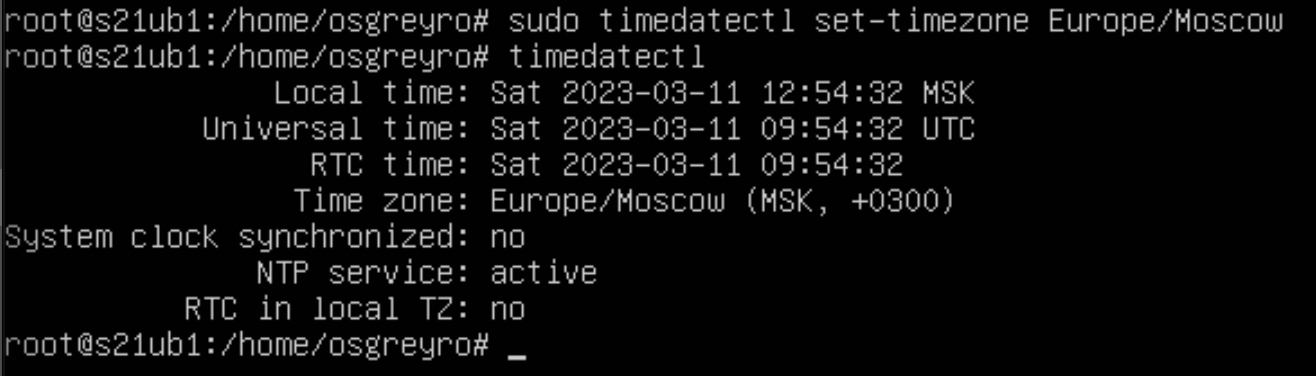 root@s21ub1:/home/osgreyro# sudo timedatectl set-timezone Europe/Moscow
root@s21ub1:/home/osgreyro# timedatectl
Local time: Sat 2023-03-11 12:54:32 MSK
Universal time: Sat 2023-03-11 09:54:32 UTC
RTC time: Sat 2023-03-11 09:54:32
Time zone: Europe/Moscow (MSK, +0300)
System clock synchronized: no
NTP service: active
RTC in local TZ: no
root@s21ub1:/home/osgreyro# _